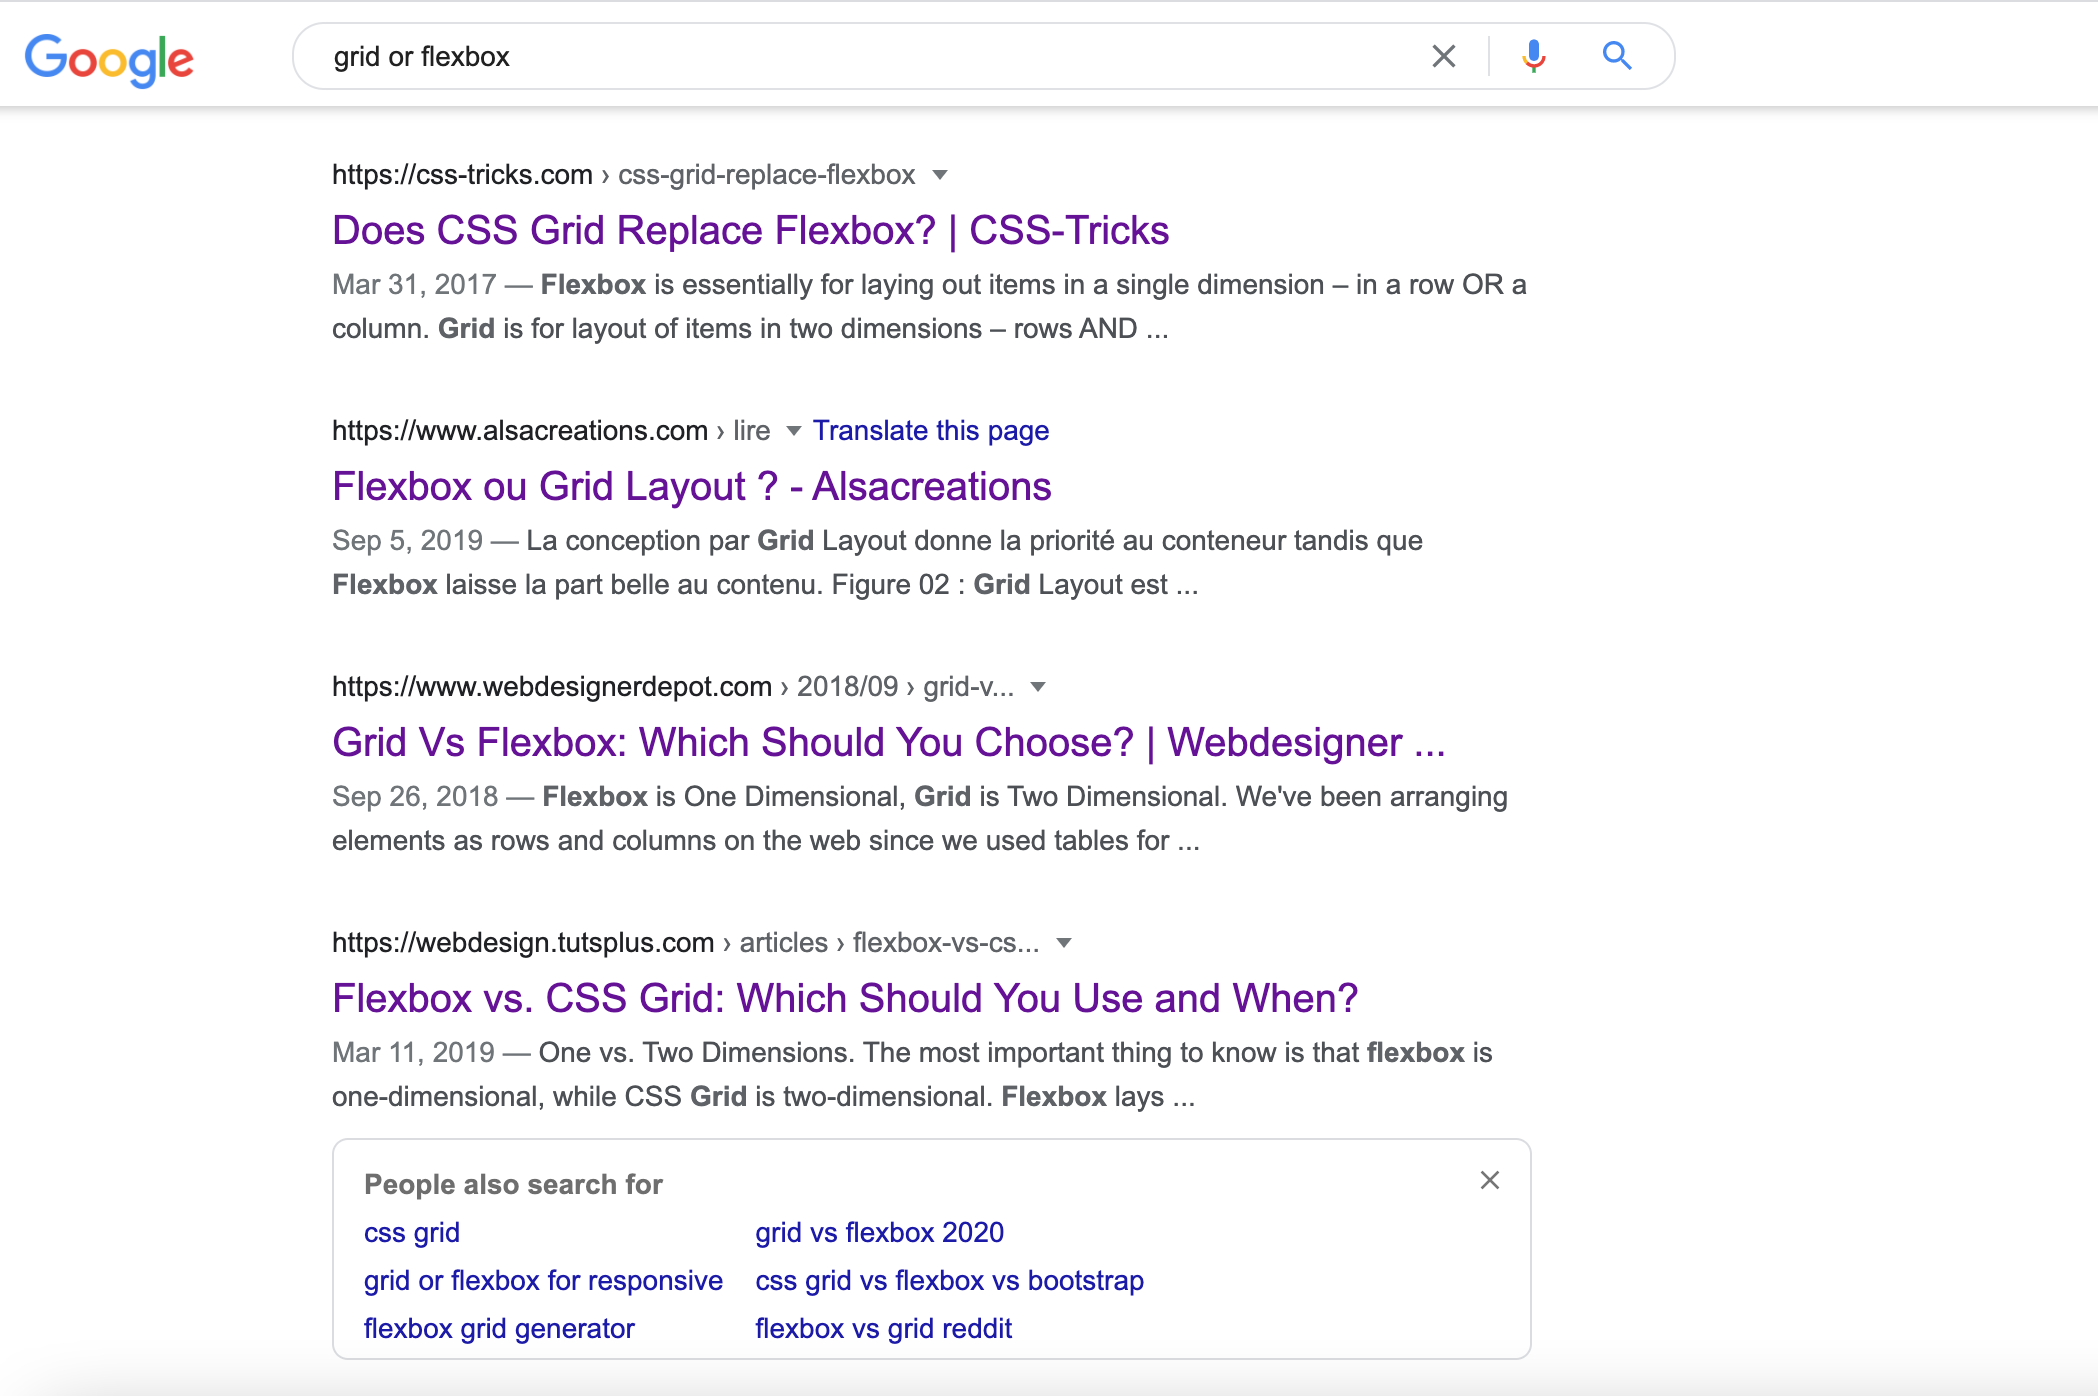 Google
grid or flexbox
https://css-tricks.com › css-grid-replace-flexbox
Does CSS Grid Replace Flexbox? | CSS-Tricks
Mar 31, 2017 — Flexbox is essentially for laying out items in a single dimension – in a row OR a
column. Grid is for layout of items in two dimensions – rows AND ...
https://www.alsacreations.com › lire Translate this page
Flexbox ou Grid Layout ? - Alsacreations
Sep 5, 2019 — La conception par Grid Layout donne la priorité au conteneur tandis que
Flexbox laisse la part belle au contenu. Figure 02 : Grid Layout est ...
https://www.webdesignerdepot.com › 2018/09 › grid-v...
Grid Vs Flexbox: Which Should You Choose? | Webdesigner ...
Sep 26, 2018 — Flexbox is One Dimensional, Grid is Two Dimensional. We've been arranging
elements as rows and columns on the web since we used tables for ...
https://webdesign.tutsplus.com › articles › flexbox-vs-cs...
Flexbox vs. CSS Grid: Which Should You Use and When?
Mar 11, 2019 — One vs. Two Dimensions. The most important thing to know is that flexbox is
one-dimensional, while CSS Grid is two-dimensional. Flexbox lays ...
People also search for
css grid
grid vs flexbox 2020
grid or flexbox for responsive
css grid vs flexbox vs bootstrap
flexbox grid generator
flexbox vs grid reddit